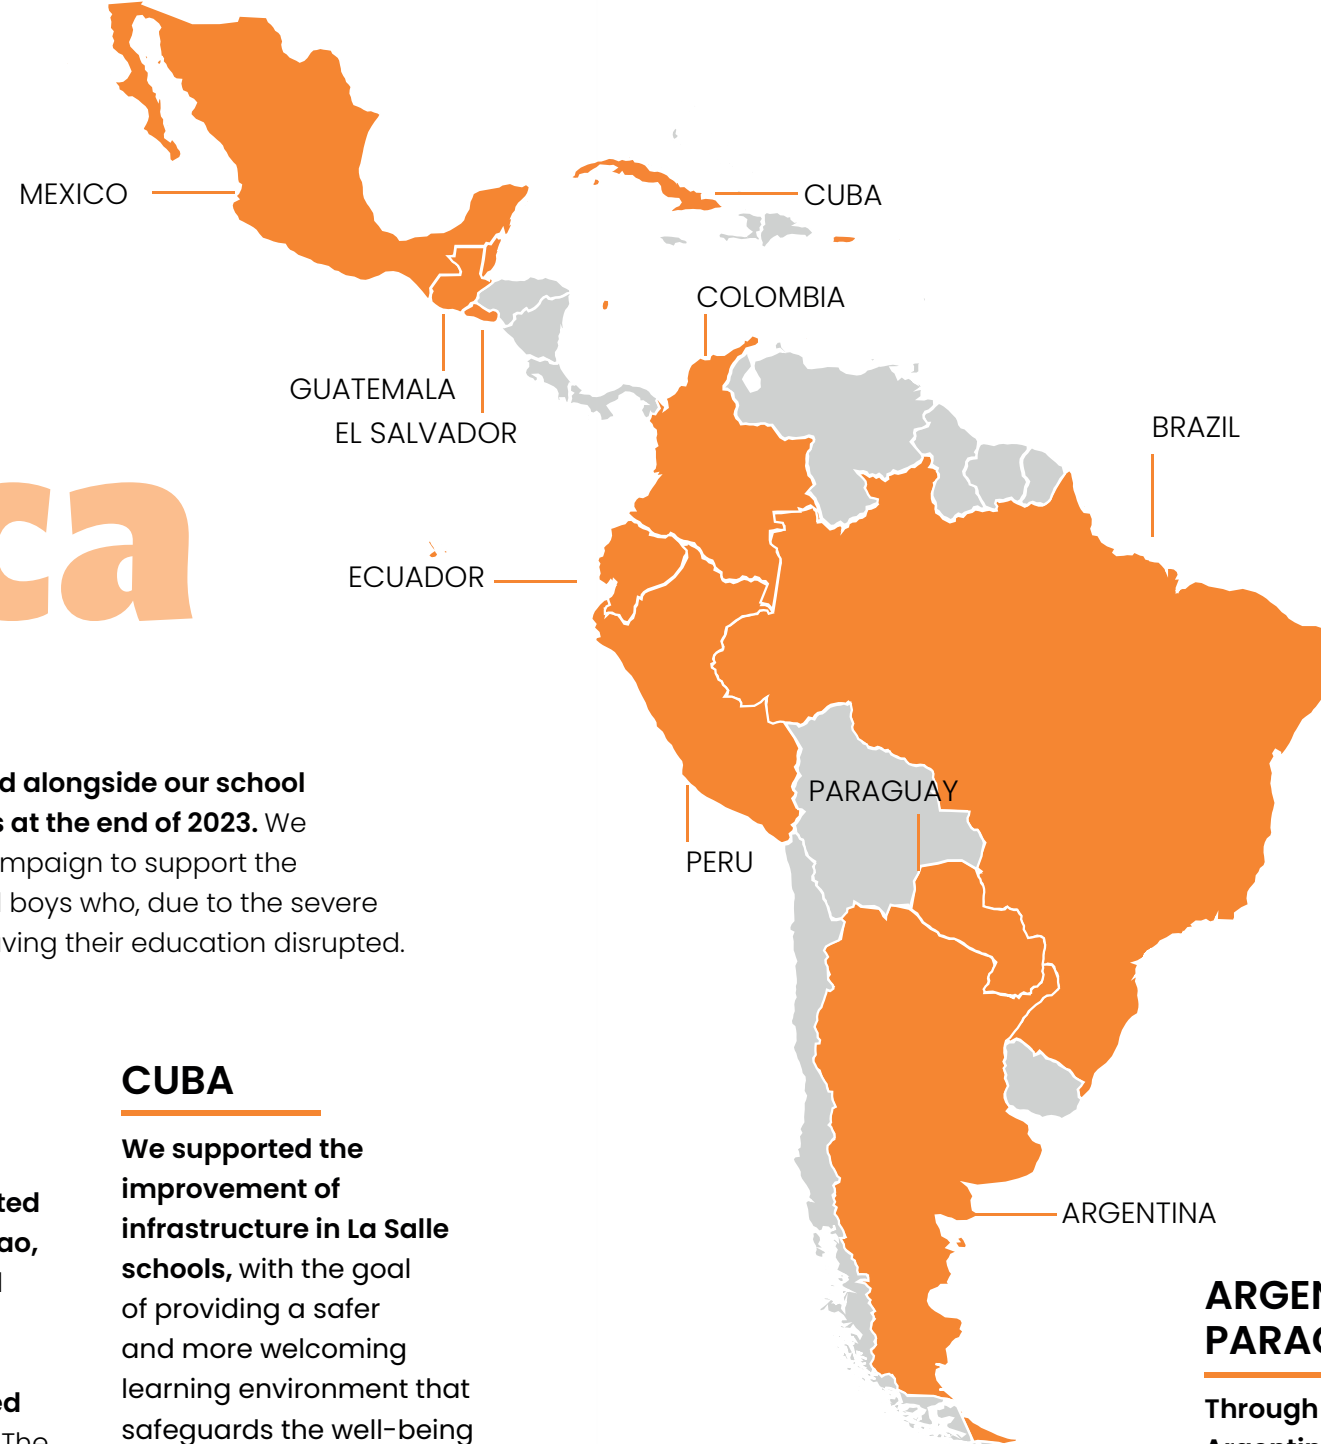 MEXICO
CUBA
COLOMBIA
GUATEMALA
EL SALVADOR
BRAZIL
ca
ECUADOR
PARAGUAY
PERU
ARGENTINA
d alongside our school
s at the end of 2023. We
mpaign to support the
boys who, due to the severe
ving their education disrupted.
ted
ao,
ed
The
CUBA
We supported the
improvement of
infrastructure in La Salle
schools, with the goal
of providing a safer
and more welcoming
learning environment that
safeguards the well-being
ARGEN
PARAG
Through